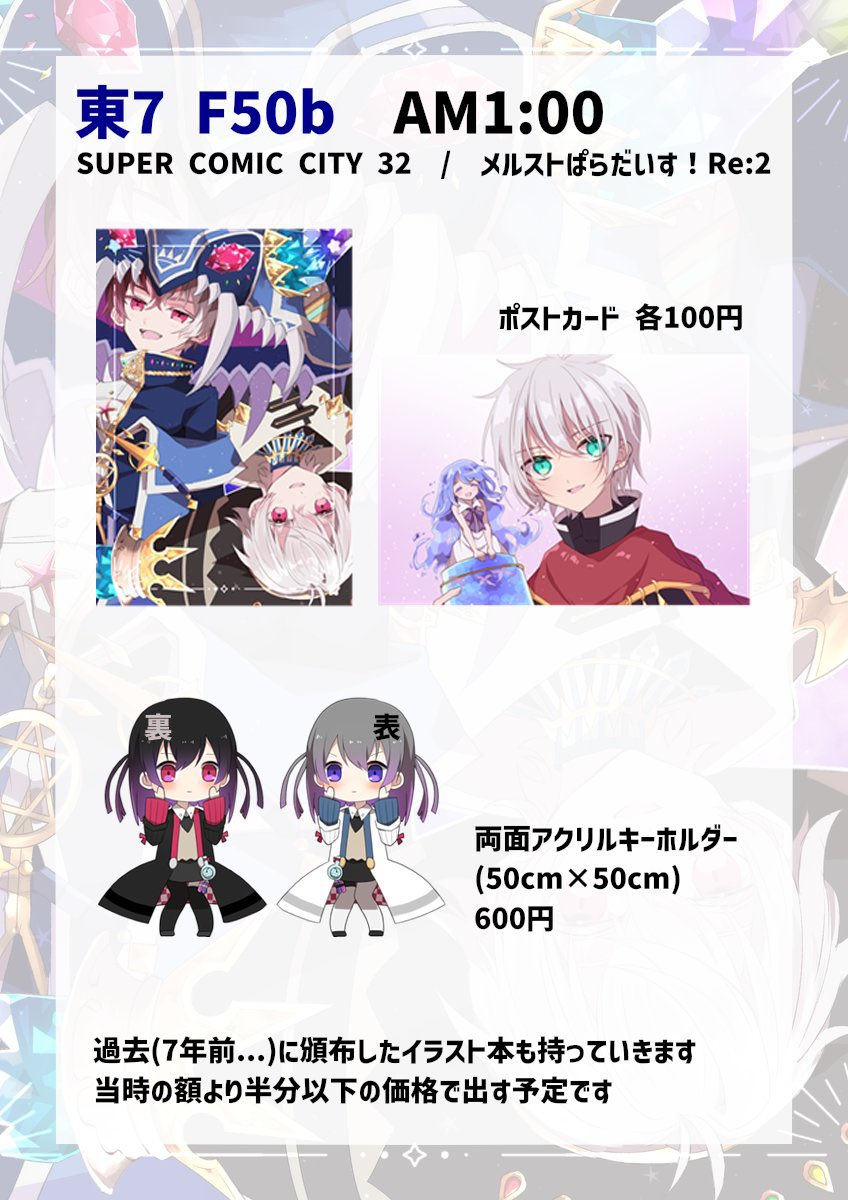 東7 F50b AM1:00
SUPER COMIC CITY 32 / メルストぱらだいす！Re:2
ポストカード 各100円
裏
表
両面アクリルキーホルダー
(50cm×50cm)
600円
過去(7年前...)に頒布したイラスト本も持っていきます
当時の額より半分以下の価格で出す予定です